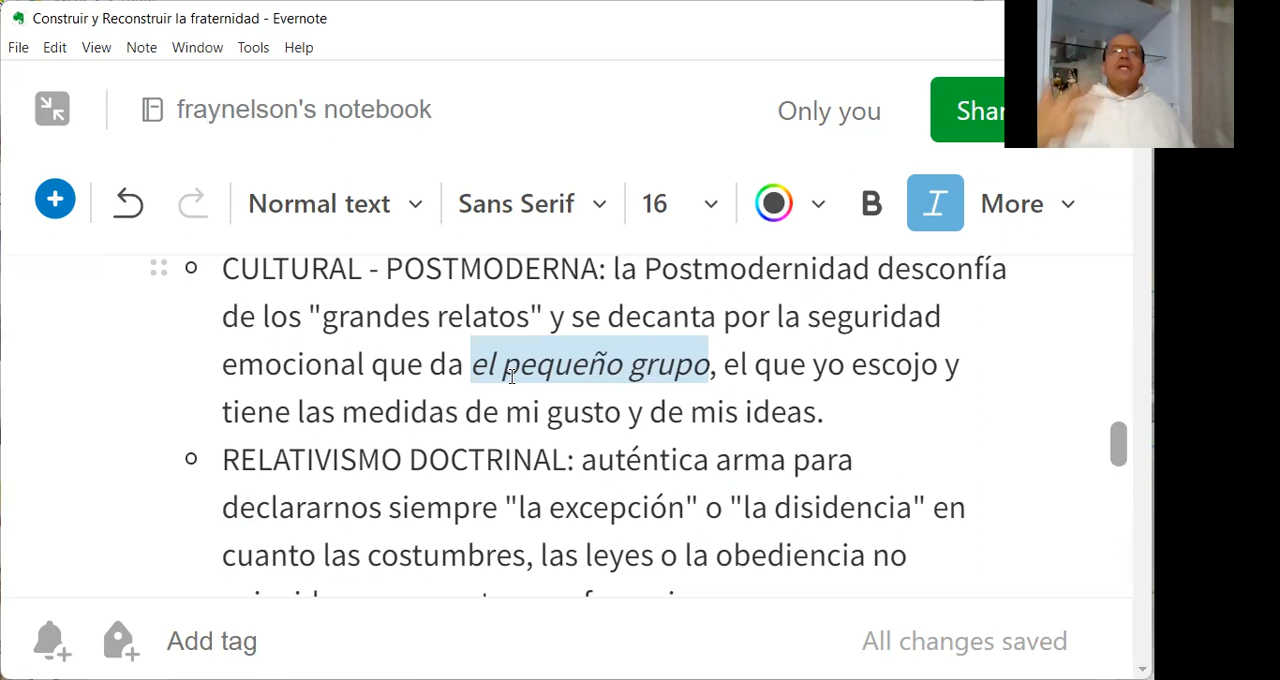 Construir y Reconstruir la fraternidad - Evernote
File Edit View Note Window Tools Help
fraynelson's notebook
Only you
Normal text
Sans Serif
16
B
I
More
CULTURAL - POSTMODERNA: la Postmodernidad desconfía
de los "grandes relatos" y se decanta por la seguridad
emocional que da el pequeño grupo, el que yo escojo y
tiene las medidas de mi gusto y de mis ideas.
RELATIVISMO DOCTRINAL: auténtica arma para
declararnos siempre "la excepción" o "la disidencia" en
cuanto las costumbres, las leyes o la obediencia no
Add tag
All changes saved